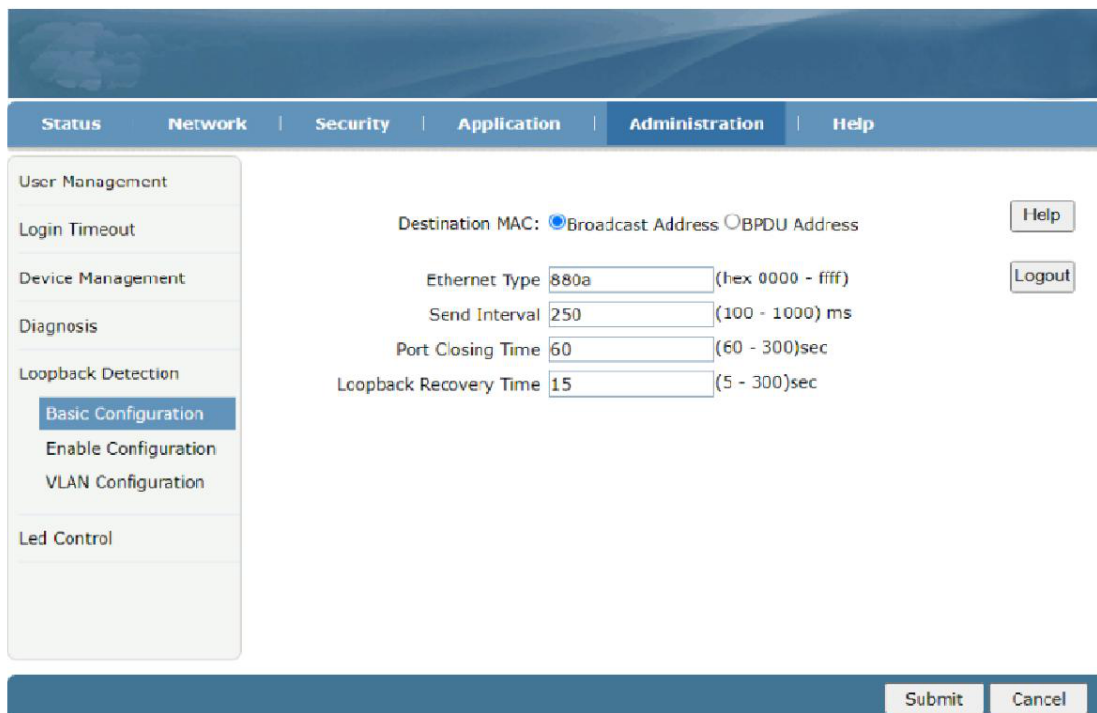 Status Network | Security | Application | Administration | Help
User Management
Login Timeout
Device Management
Diagnosis
Loopback Detection
Basic Configuration
Enable Configuration
VLAN Configuration
Led Control
Destination MAC: Broadcast Address BPDU Address
Ethernet Type 880a (hex 0000 - ffff)
Send Interval 250 (100 - 1000) ms
Port Closing Time 60 (60 - 300)sec
Loopback Recovery Time 15 (5 - 300)sec
Help
Logout
Submit Cancel